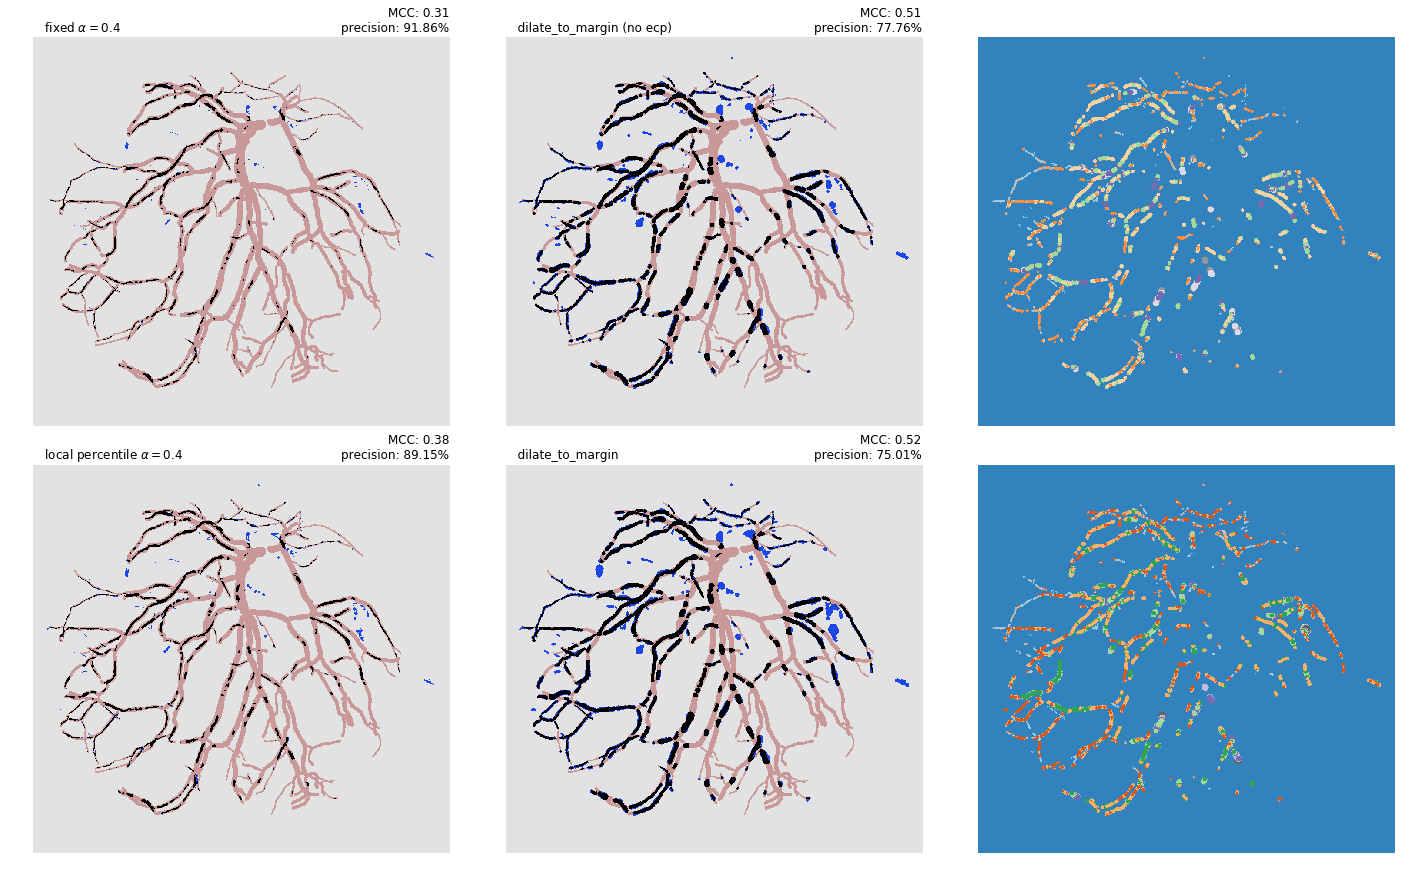 MCC: 0.31
fixed α = 0.4 precision: 91.86%
MCC: 0.51
dilate_to_margin (no ecp) precision: 77.76%
MCC: 0.38
local percentile α = 0.4 precision: 89.15%
MCC: 0.52
dilate_to_margin precision: 75.01%